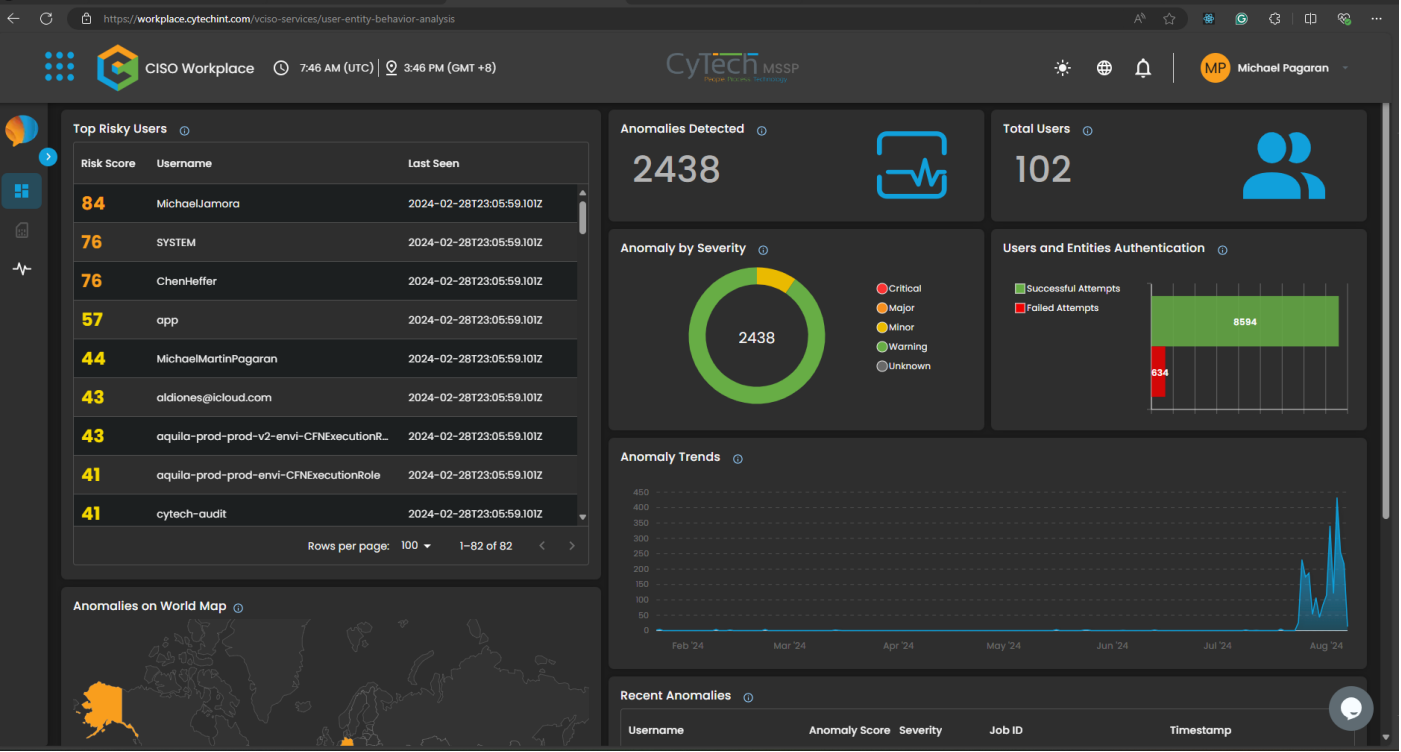 https://workplace.cytechint.com/vciso-services/user-entity-behavior-analysis
CISO Workplace
7:46 AM (UTC)
3:46 PM (GMT +8)
CyTech MSSP
People Process Technology
MP
Michael Pagaran
Top Risky Users
Risk Score Username Last Seen
84 MichaelJamora 2024-02-28T23:05:59.101Z
76 SYSTEM 2024-02-28T23:05:59.101Z
76 ChenHeffer 2024-02-28T23:05:59.101Z
57 app 2024-02-28T23:05:59.101Z
44 MichaelMartinPagaran 2024-02-28T23:05:59.101Z
43 aldiones@icloud.com 2024-02-28T23:05:59.101Z
43 aquila-prod-prod-v2-envi-CFNExecutionR... 2024-02-28T23:05:59.101Z
41 aquila-prod-prod-envi-CFNExecutionRole 2024-02-28T23:05:59.101Z
41 cytech-audit 2024-02-28T23:05:59.101Z
Rows per page: 100 1–82 of 82
Anomalies on World Map
Anomalies Detected
2438
Total Users
102
Anomaly by Severity
2438
Critical
Major
Minor
Warning
Unknown
Users and Entities Authentication
Successful Attempts
Failed Attempts
8594
634
Anomaly Trends
450
400
350
300
250
200
150
100
50
0
Feb '24 Mar '24 Apr '24 May '24 Jun '24 Jul '24 Aug '24
Recent Anomalies
Username Anomaly Score Severity Job ID Timestamp